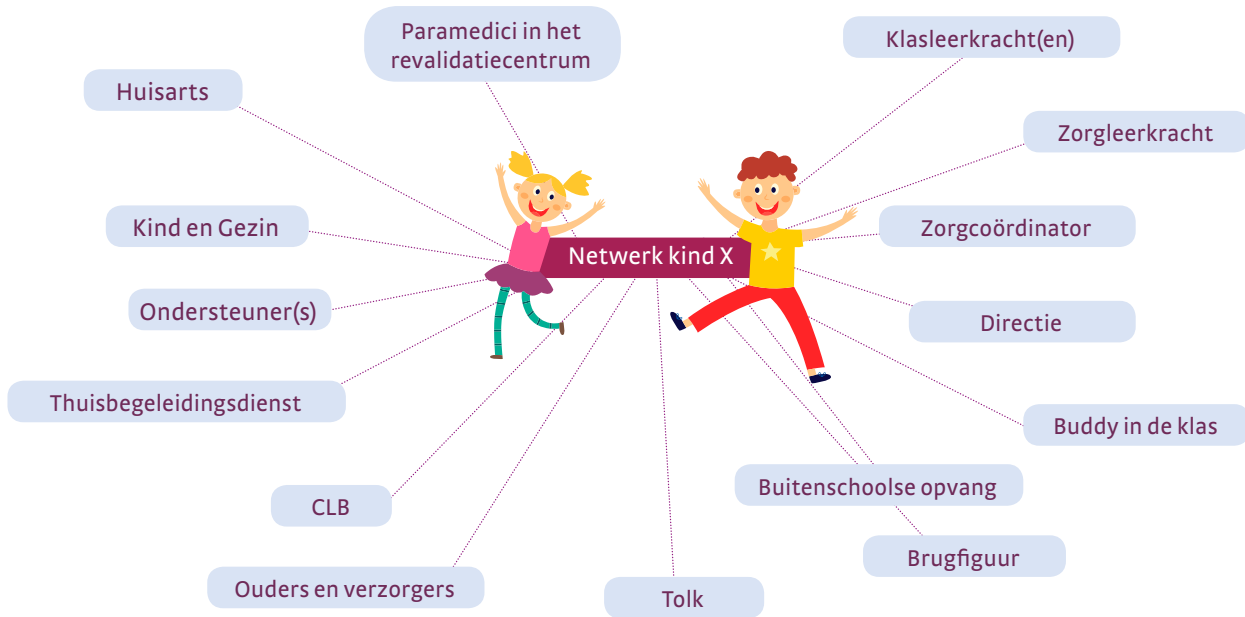 Paramedici in het
revalidatiecentrum
Klasleerkracht(en)
Huisarts
Zorgleerkracht
Kind en Gezin
Zorgcoördinator
Netwerk kind X
Ondersteuner(s)
Directie
Thuisbegeleidingsdienst
Buddy in de klas
CLB
Buitenschoolse opvang
Brugfiguur
Ouders en verzorgers
Tolk